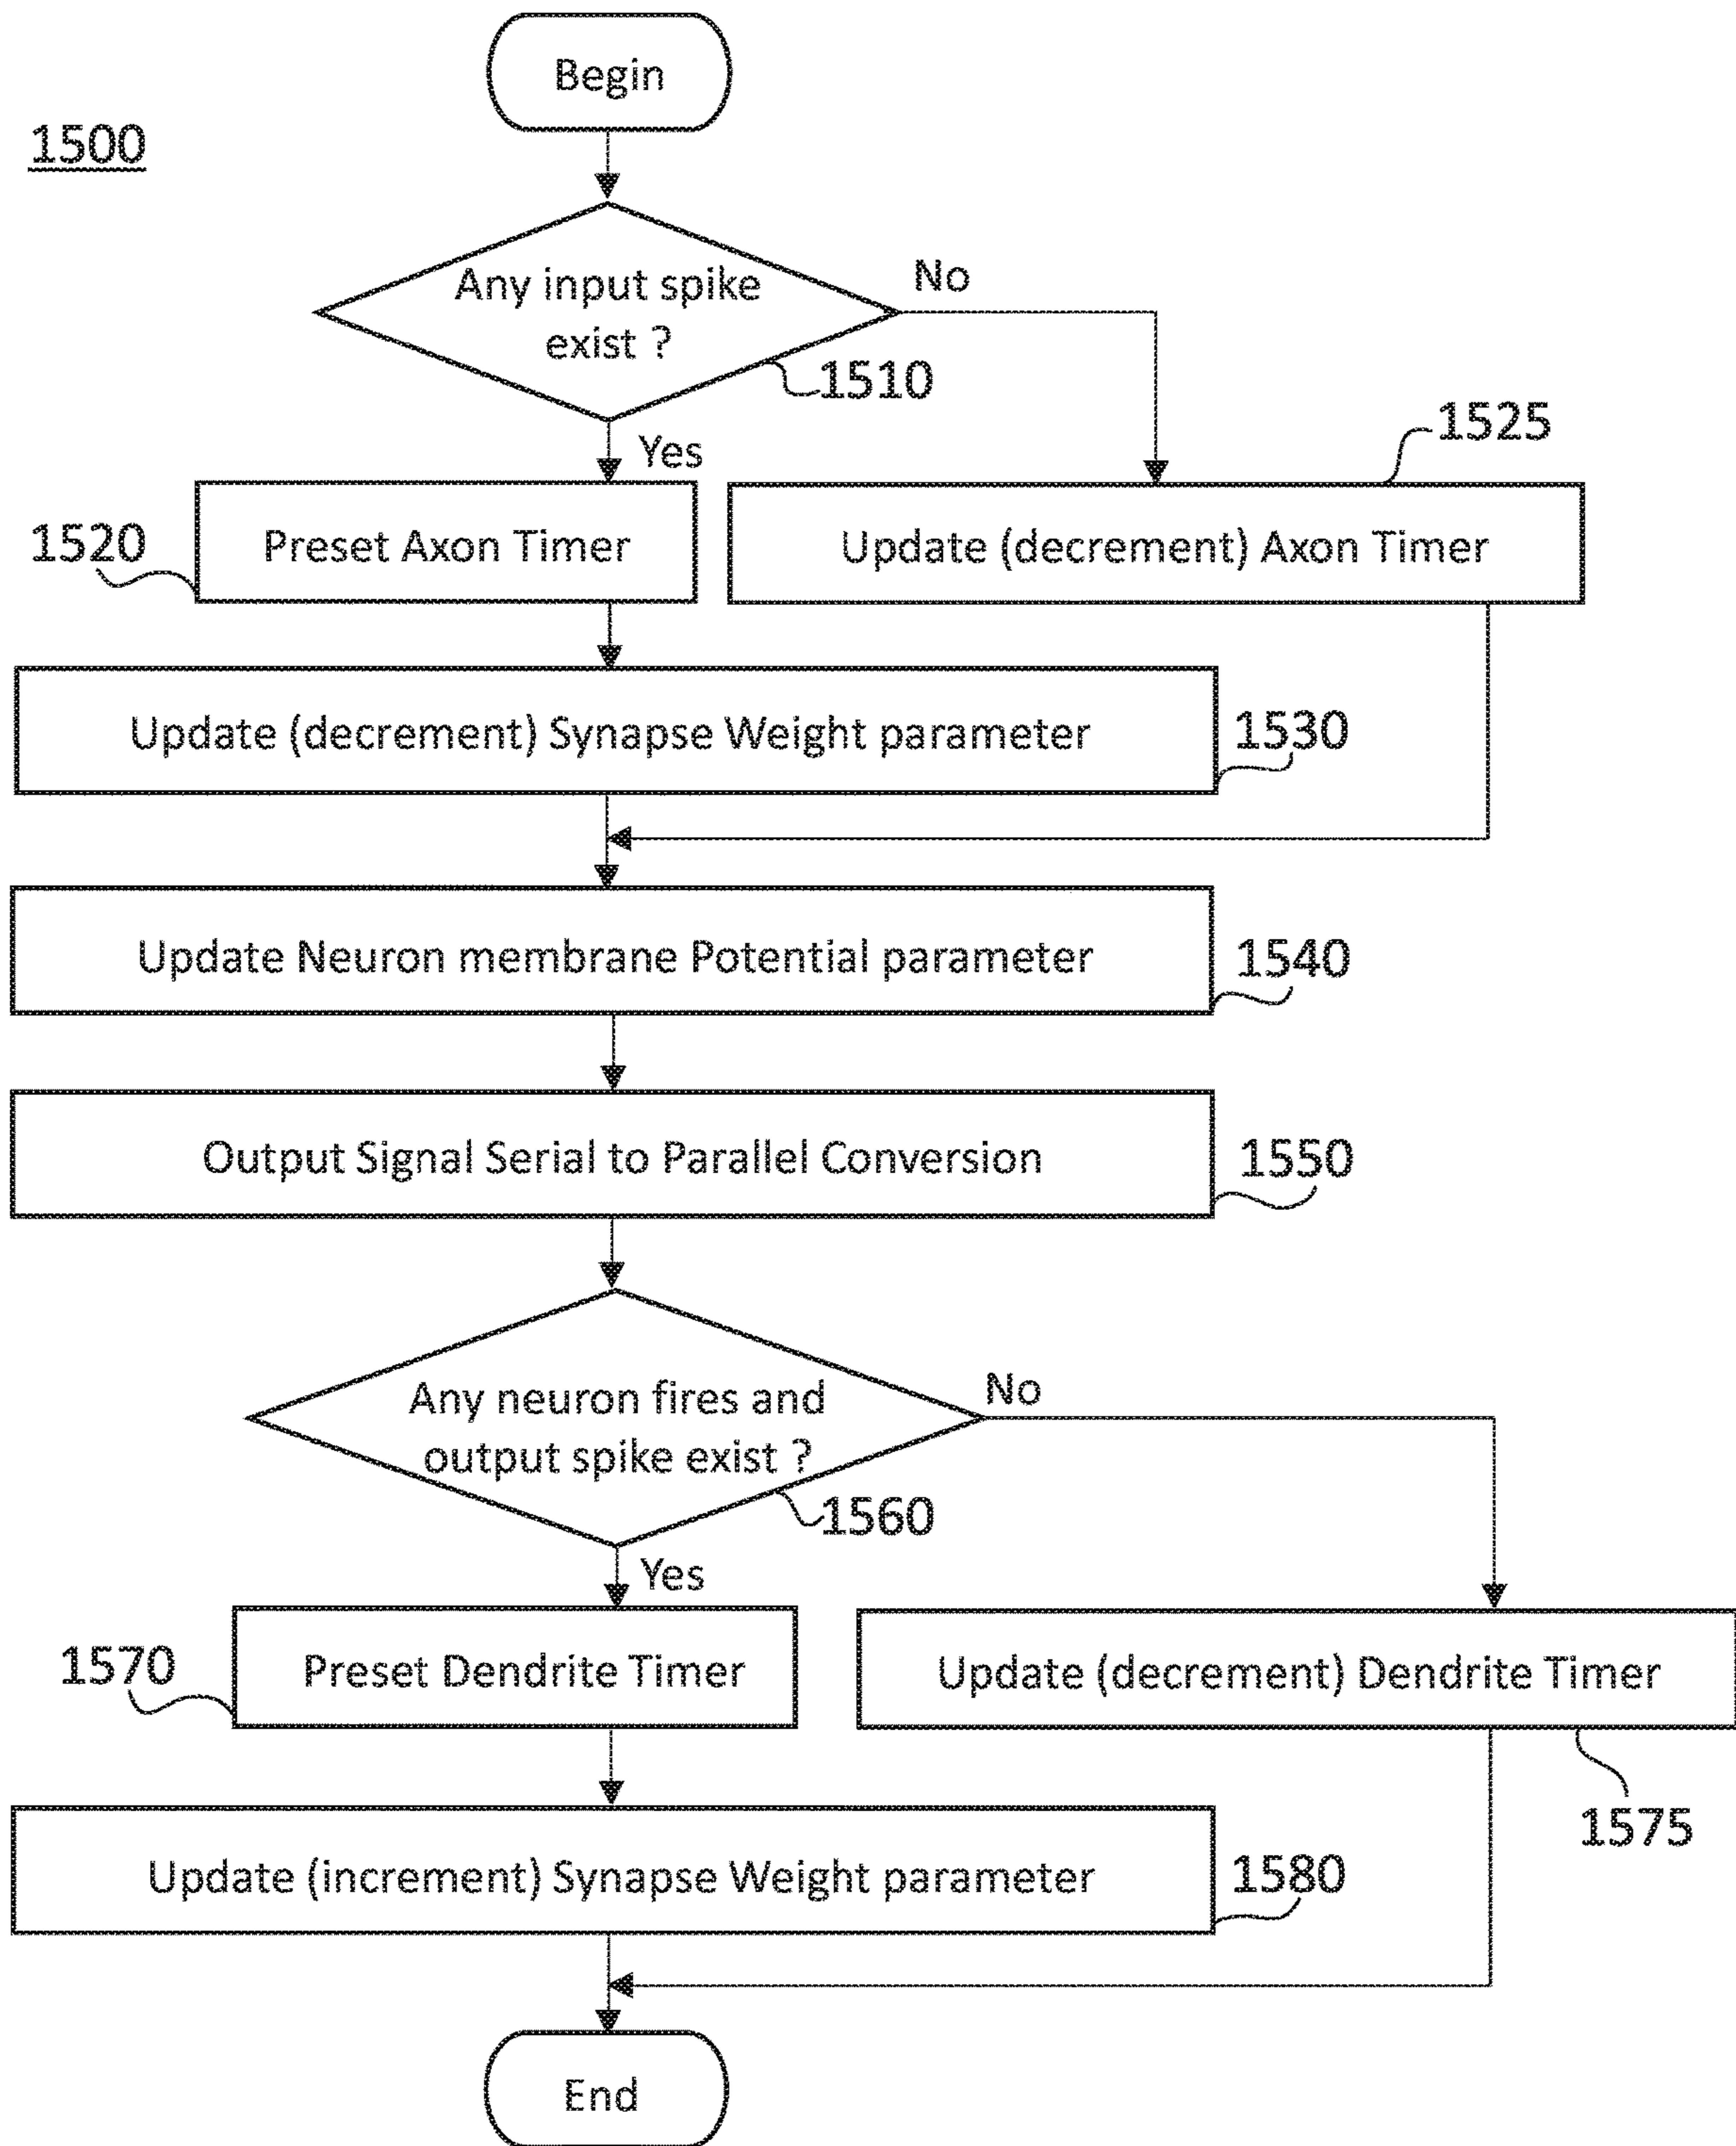 Begin
1500
Any input spike
exist ?
No
1510
Yes
1525
1520
Preset Axon Timer
Update (decrement) Axon Timer
Update (decrement) Synapse Weight parameter
1530
Update Neuron membrane Potential parameter
1540
Output Signal Serial to Parallel Conversion
1550
Any neuron fires and
output spike exist ?
No
1560
Yes
1570
Preset Dendrite Timer
Update (decrement) Dendrite Timer
1575
Update (increment) Synapse Weight parameter
1580
End